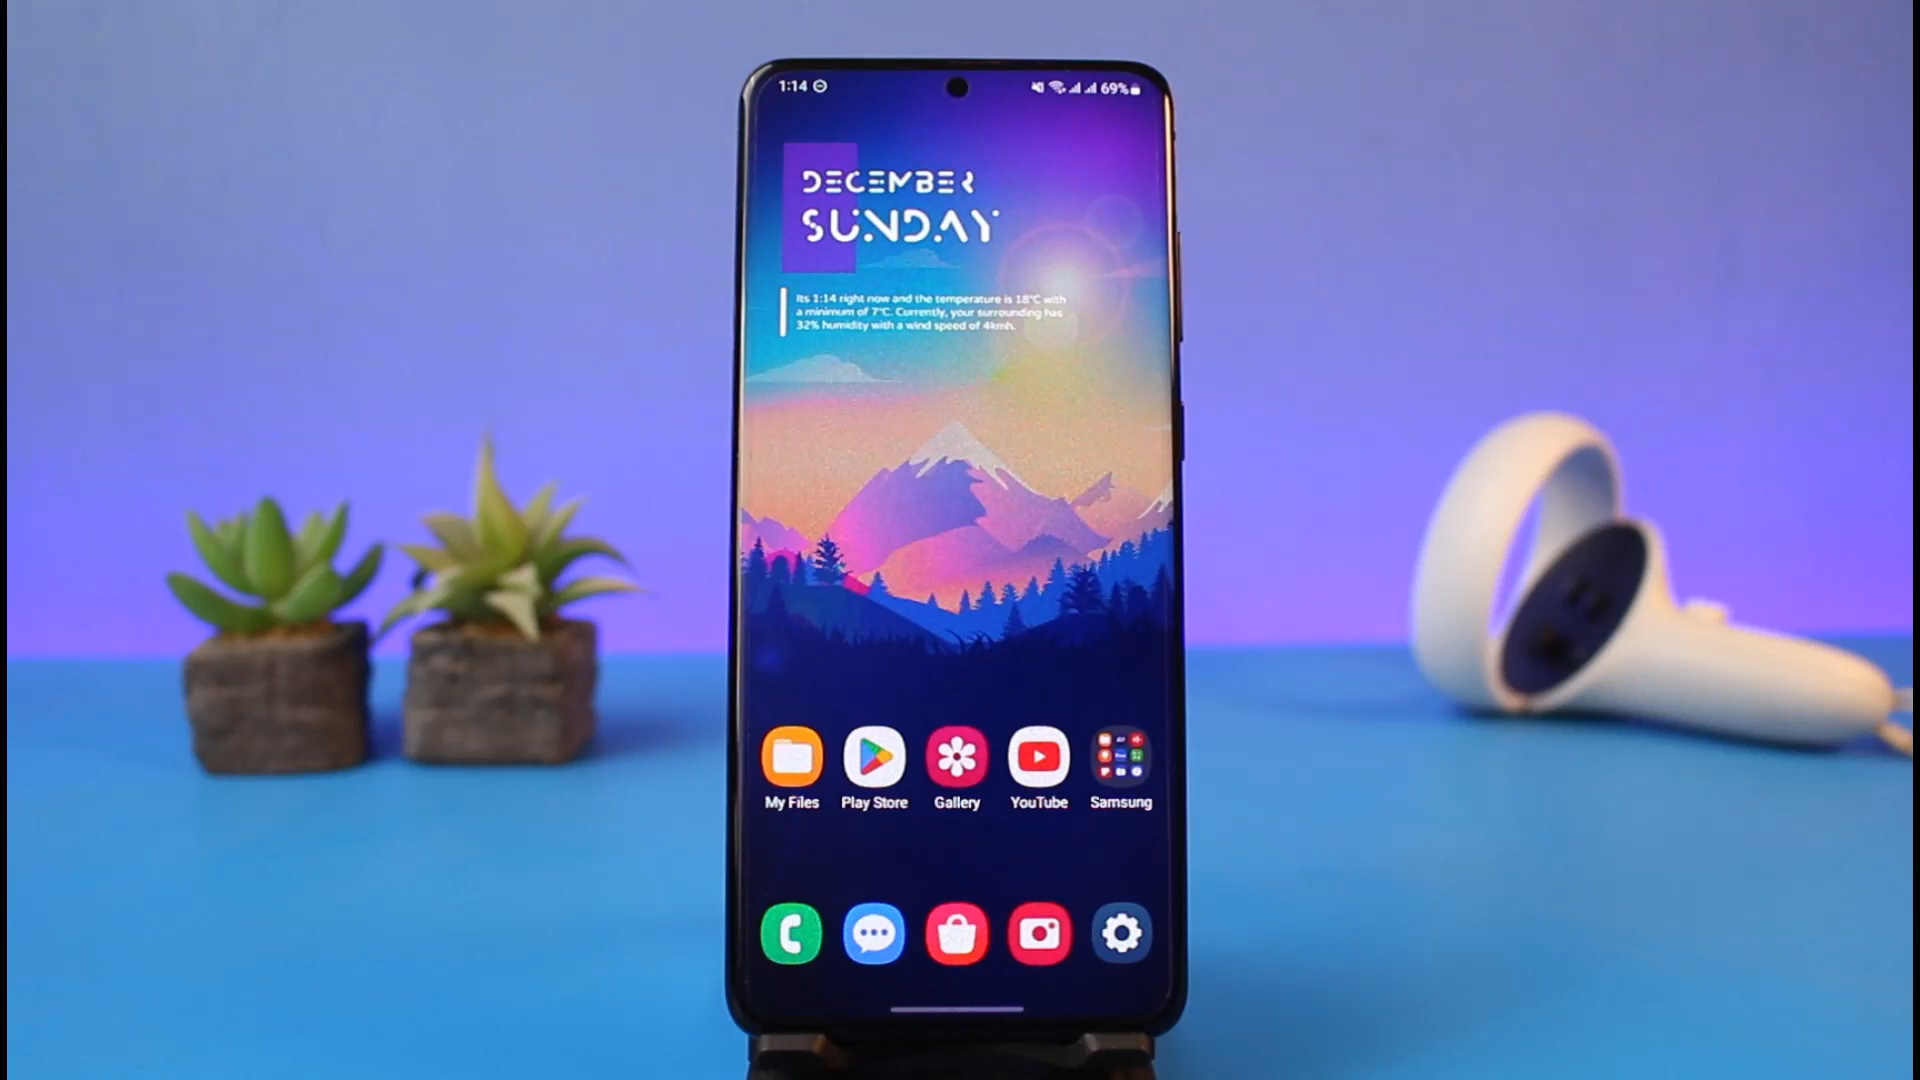 1:14 69%
DECEMBER
SUNDAY
Its 1:14 right now and the temperature is 18°C with
a minimum of 7°C. Currently, your surrounding has
32% humidity with a wind speed of 4kmh.
My Files Play Store Gallery YouTube Samsung